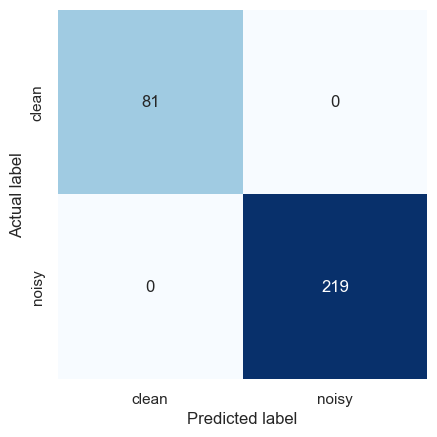 Actual label
clean
81
0
noisy
0
219
clean
noisy
Predicted label